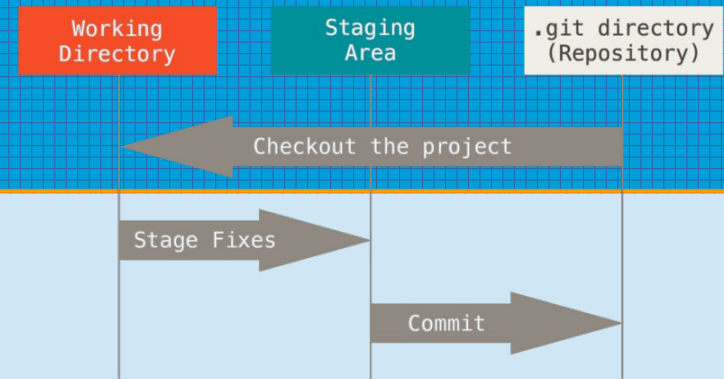 Working
Directory
Staging
Area
.git directory
(Repository)
Checkout the project
Stage Fixes
Commit